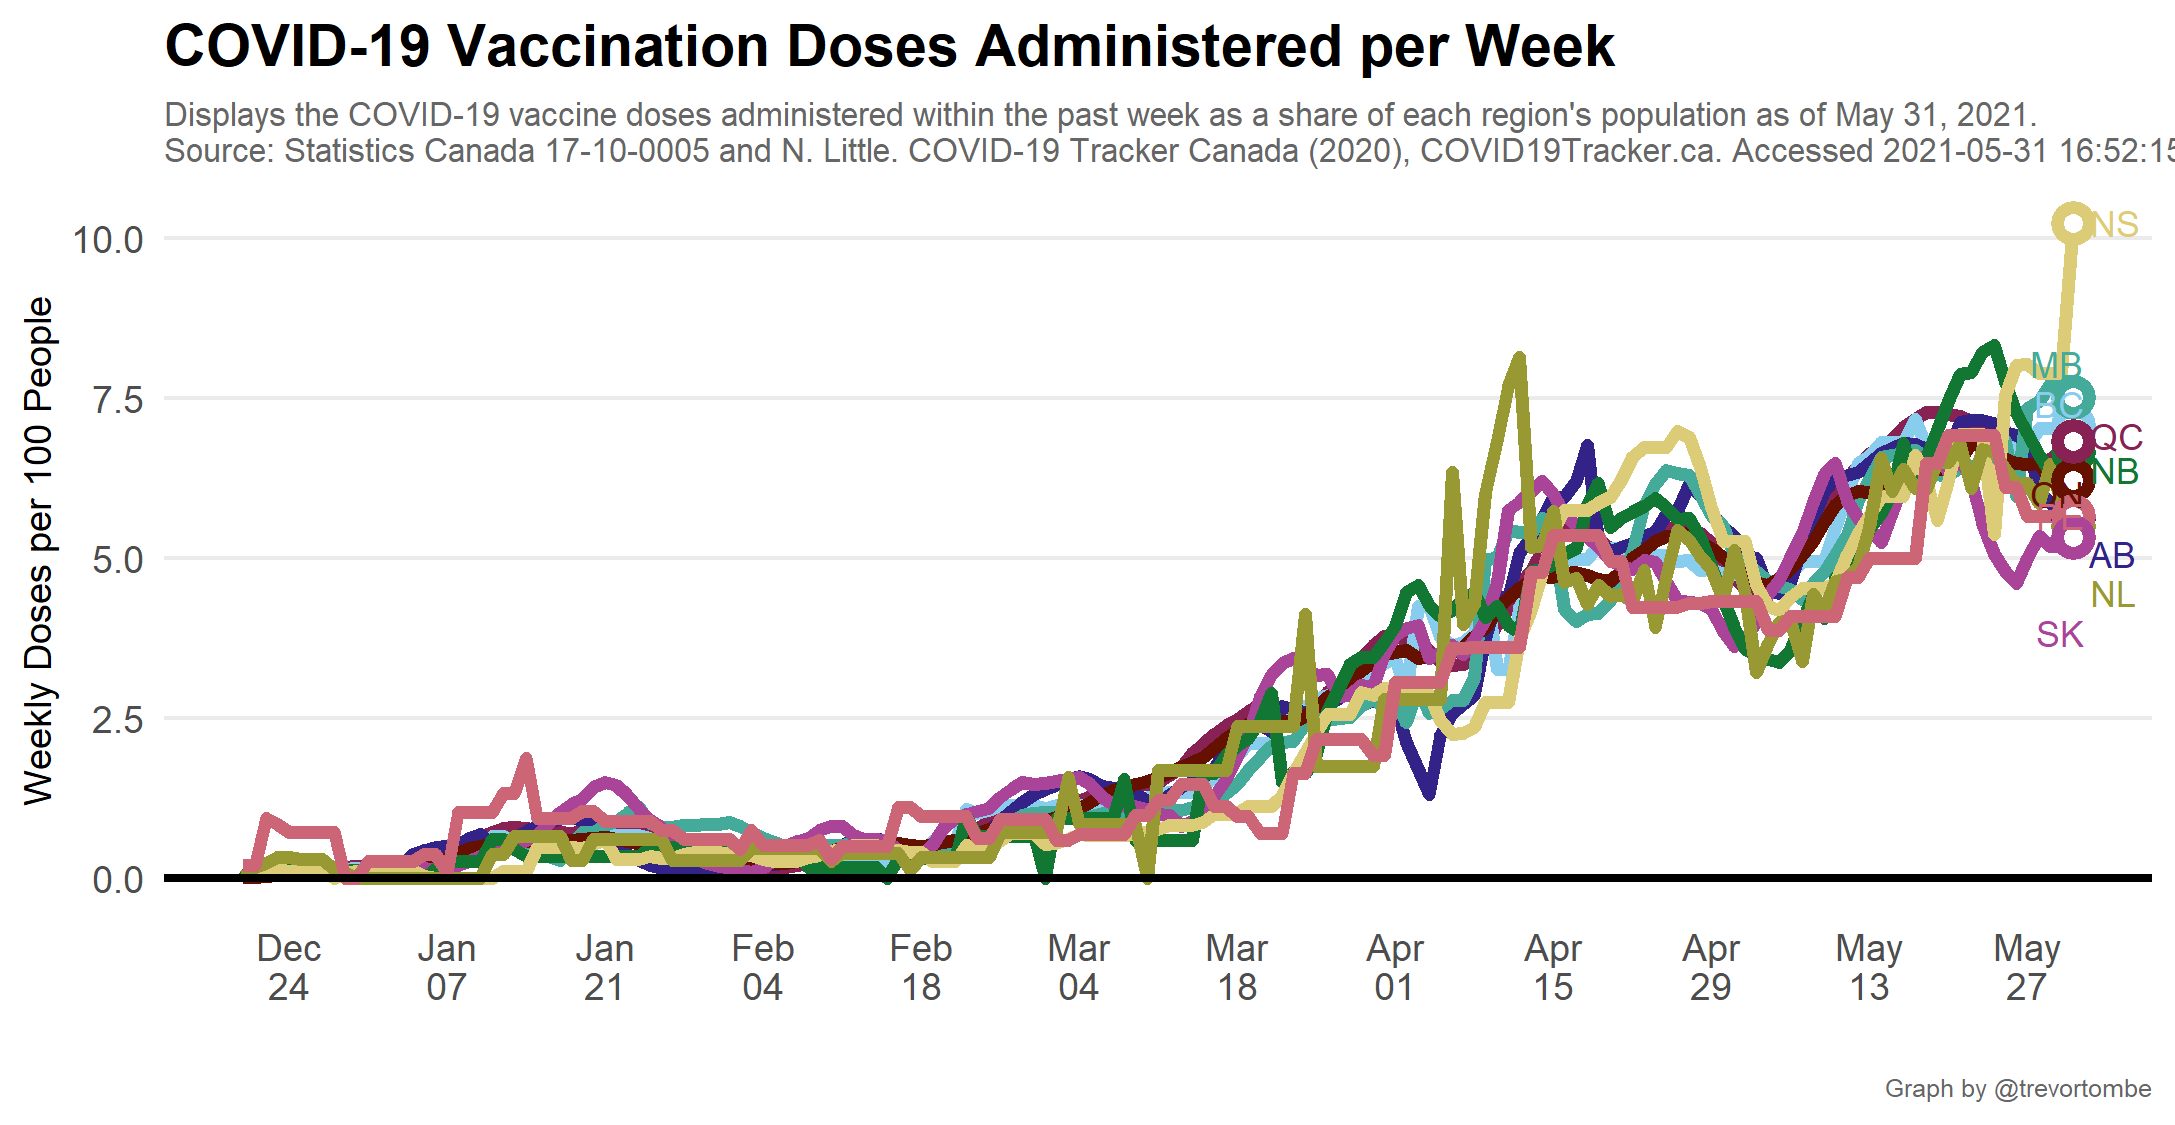 COVID-19 Vaccination Doses Administered per Week
Displays the COVID-19 vaccine doses administered within the past week as a share of each region's population as of May 31, 2021.
Source: Statistics Canada 17-10-0005 and N. Little. COVID-19 Tracker Canada (2020), COVID19Tracker.ca. Accessed 2021-05-31 16:52:15
Weekly Doses per 100 People
10.0
7.5
5.0
2.5
0.0
NS
MB
BC
QC
NB
AB
NL
SK
Dec 24
Jan 07
Jan 21
Feb 04
Feb 18
Mar 04
Mar 18
Apr 01
Apr 15
Apr 29
May 13
May 27
Graph by @trevortombe